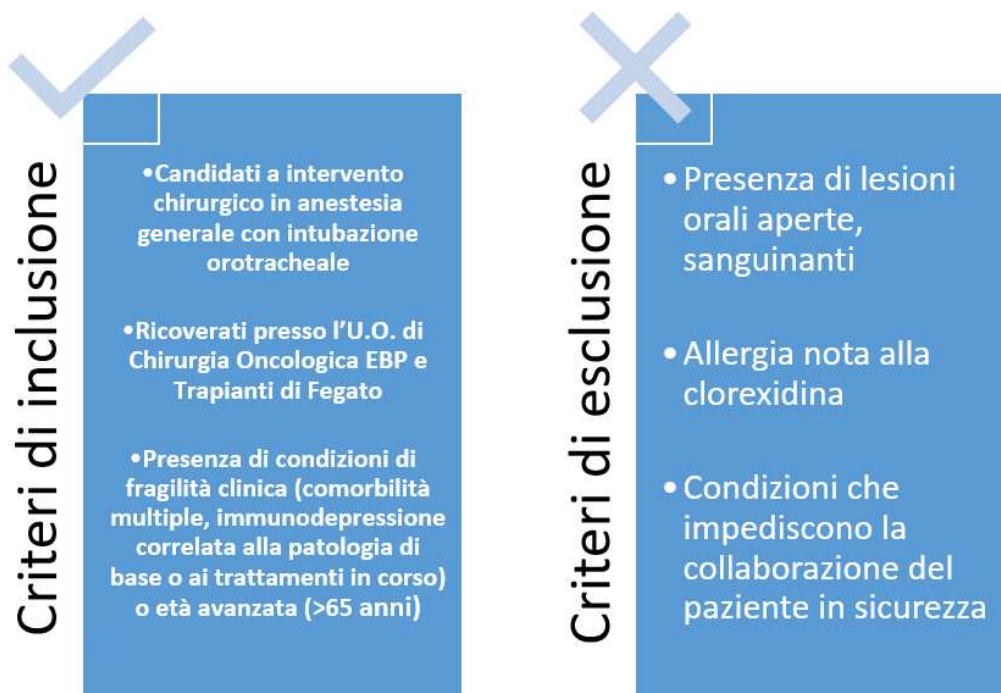 Criteri di inclusione
•Candidati a intervento
chirurgico in anestesia
generale con intubazione
orotracheale
•Ricoverati presso l'U.O. di
Chirurgia Oncologica EBP e
Trapianti di Fegato
•Presenza di condizioni di
fragilità clinica (comorbilità
multiple, immunodepressione
correlata alla patologia di
base o ai trattamenti in corso)
o età avanzata (>65 anni)
Criteri di esclusione
•Presenza di lesioni
orali aperte,
sanguinanti
•Allergia nota alla
clorexidina
•Condizioni che
impediscono la
collaborazione del
paziente in sicurezza